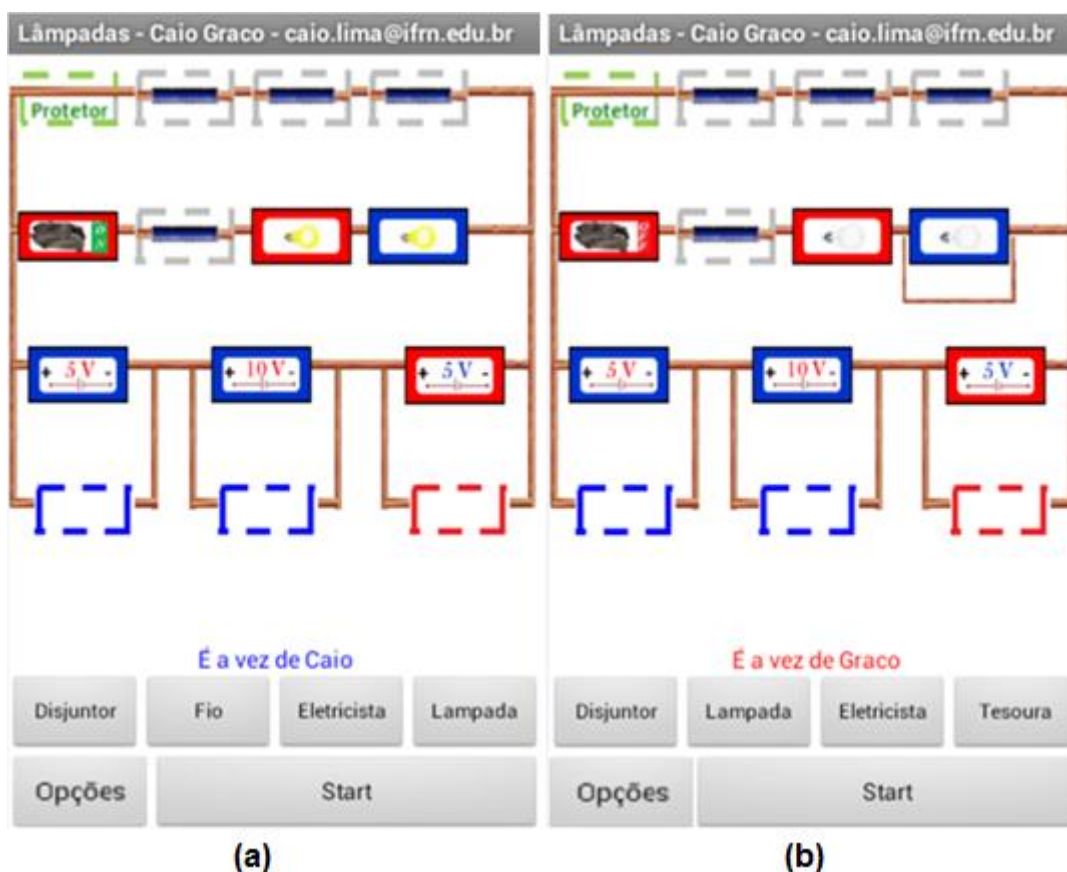 Lâmpadas - Caio Graco - caio.lima@ifrn.edu.br
Protetor
+ 5 V -
+ 10 V -
+ 5 V -
É a vez de Caio
Disjuntor Fio Eletricista Lampada
Opções Start
(a)
Lâmpadas - Caio Graco - caio.lima@ifrn.edu.br
Protetor
+ 5 V -
+ 10 V -
+ 5 V -
É a vez de Graco
Disjuntor Lampada Eletricista Tesoura
Opções Start
(b)